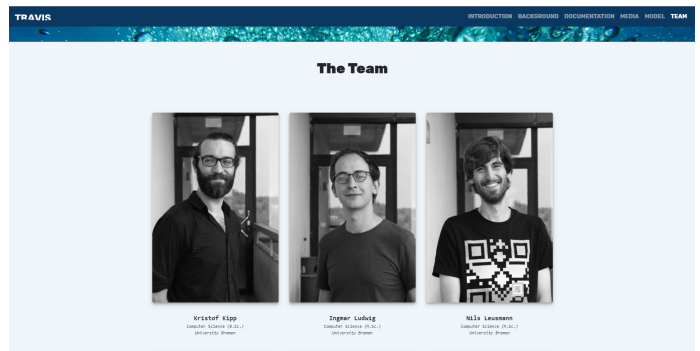 TRAVIS
INTRODUCTION BACKGROUND DOCUMENTATION MEDIA MODEL TEAM
The Team
Kristof Kipp
Computer Science (B.Sc.)
University Bremen
Ingmar Ludwig
Computer Science (M.Sc.)
University Bremen
Nils Leusmann
Computer Science (M.Sc.)
University Bremen